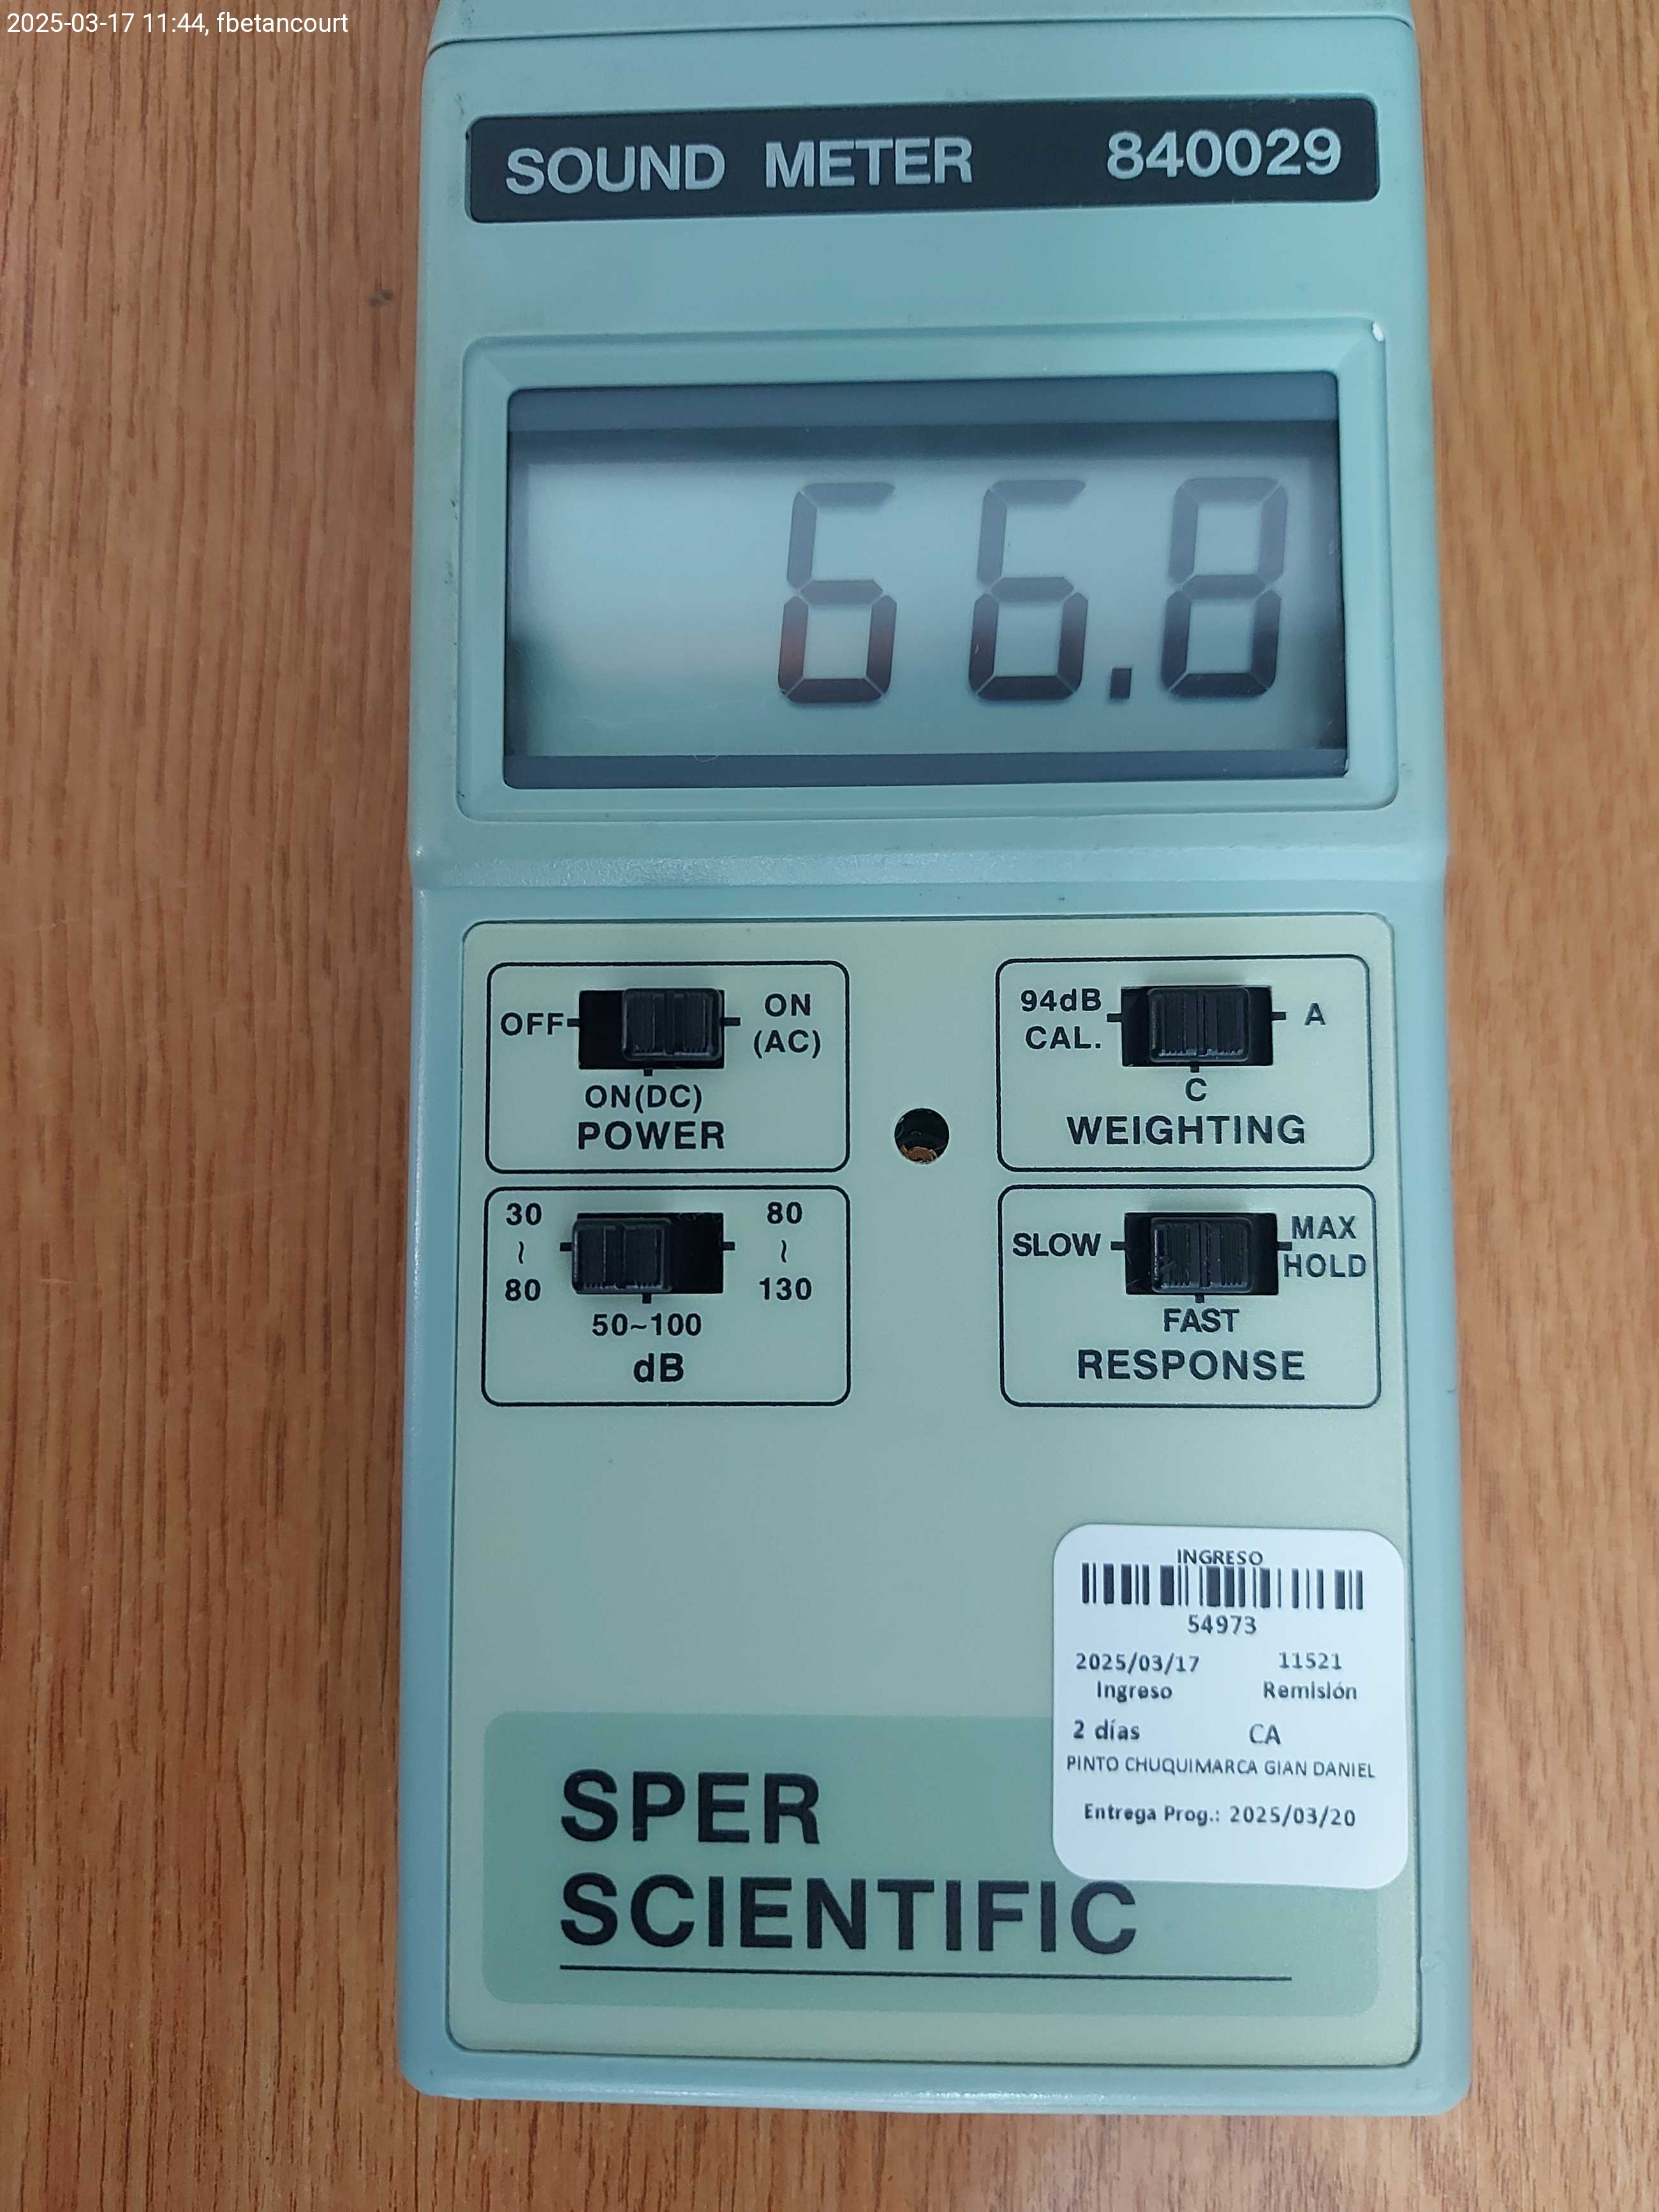 2025-03-17 11:44, fbetancourt
SOUND METER 840029
66.8
OFF ON
(AC)
ON(DC)
POWER
94dB
CAL. A
C
WEIGHTING
30
~
80
80
~
130
50~100
dB
SLOW MAX
HOLD
FAST
RESPONSE
INGRESO
54973
2025/03/17 11521
Ingreso Remisión
2 días CA
PINTO CHUQUIMARCA GIAN DANIEL
Entrega Prog.: 2025/03/20
SPER
SCIENTIFIC